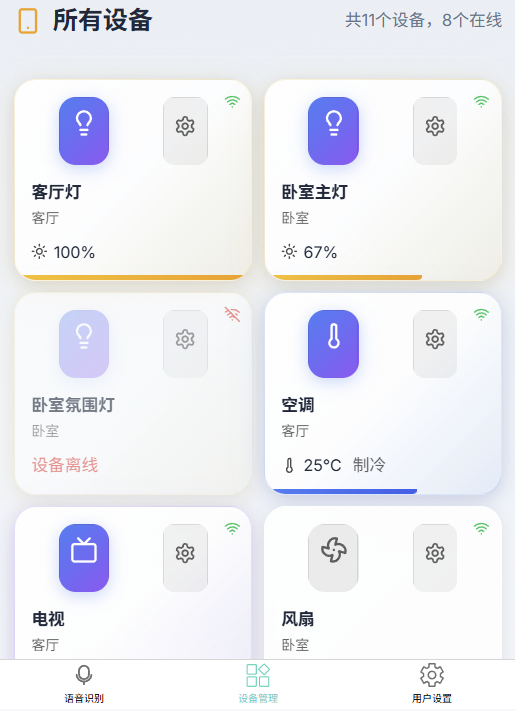 所有设备
共11个设备，8个在线
客厅灯
客厅
100%
卧室主灯
卧室
67%
卧室氛围灯
卧室
设备离线
空调
客厅
25°C 制冷
电视
客厅
风扇
卧室
语音识别
设备管理
用户设置